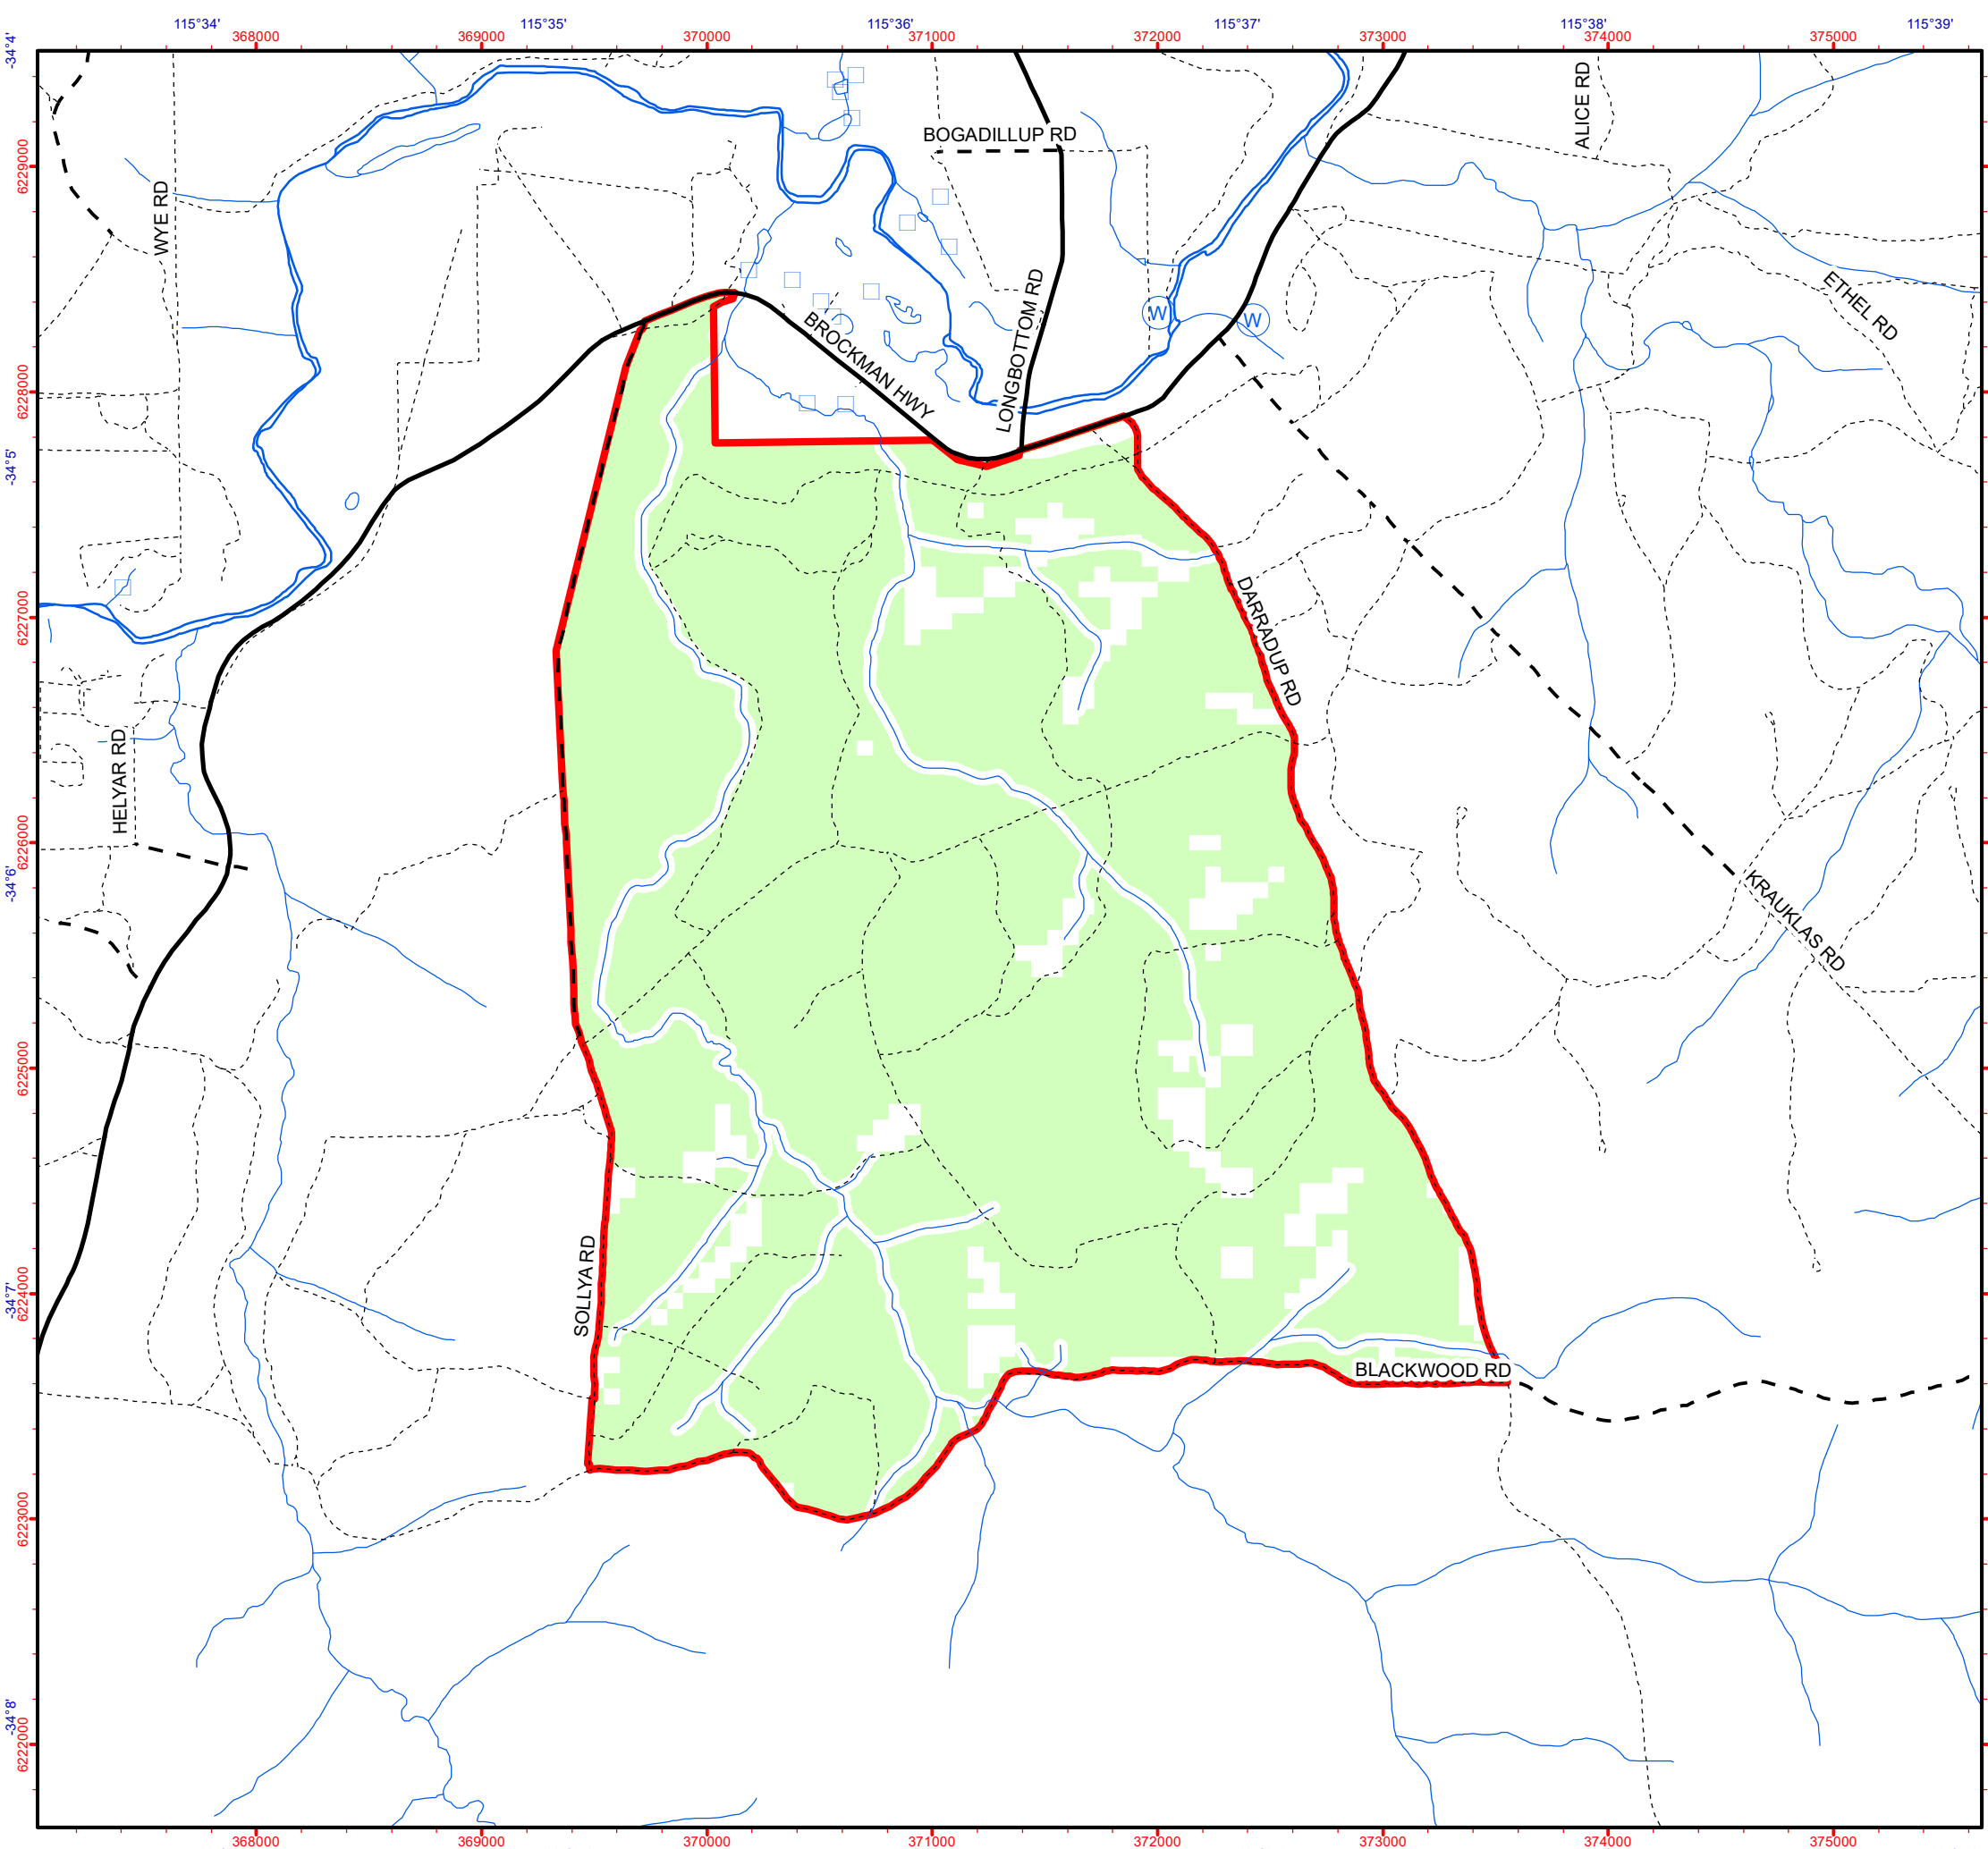 115°34' 115°35' 115°36' 115°37' 115°38' 115°39'
368000 369000 370000 371000 372000 373000 374000 375000
-34°4'
6229000
6228000
-34°5'
6227000
6226000
-34°6'
6225000
6224000
-34°7'
6223000
6222000
-34°8'
ALICE RD
BOGADILLUP RD
WYE RD
ETHEL RD
LONGBOTTOM RD
W
W
BROCKMAN HWY
DARRADUP RD
HELYAR RD
KRAUKLAS RD
SOLLYA RD
BLACKWOOD RD
368000 369000 370000 371000 372000 373000 374000 375000